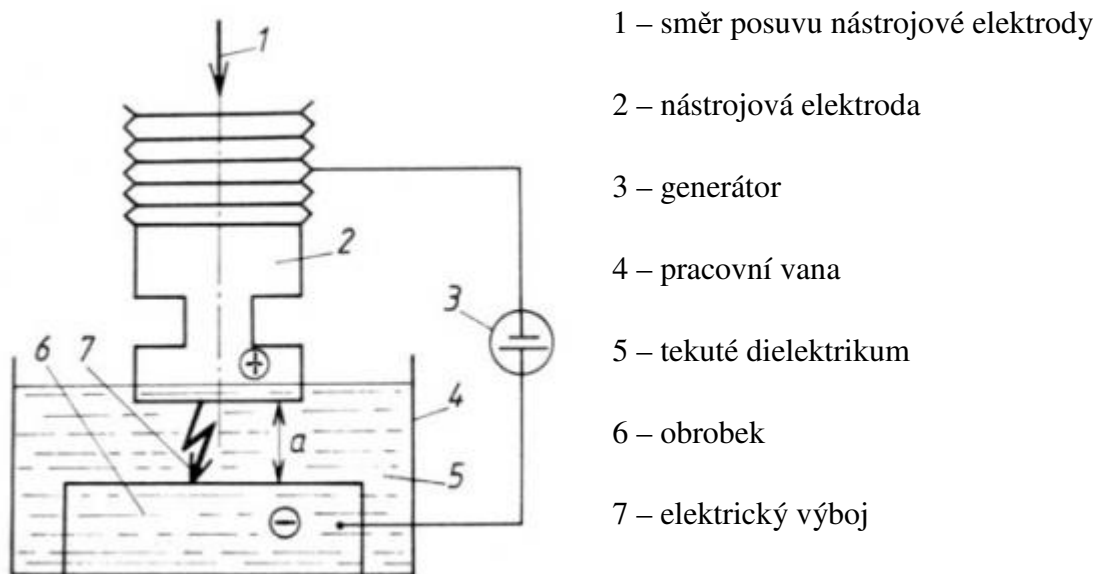 1 – směr posuvu nástrojové elektrody
2 – nástrojová elektroda
3 – generátor
4 – pracovní vana
5 – tekuté dielektrikum
6 – obrobek
7 – elektrický výboj
1
2
3
6 7
4
a
5
+
−